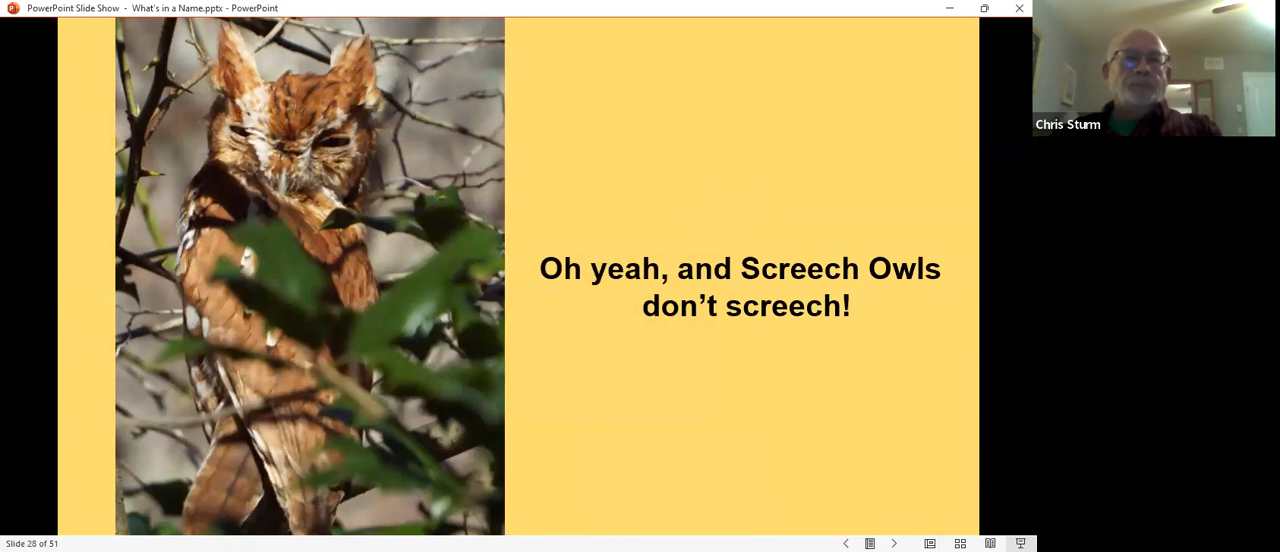 PowerPoint Slide Show - What's in a Name.pptx - PowerPoint
Chris Sturm
Oh yeah, and Screech Owls
don’t screech!
Slide 28 of 51